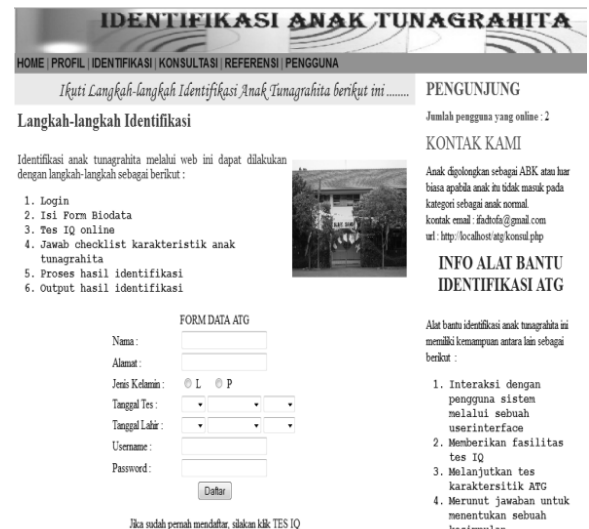 IDENTIFIKASI ANAK TUNAGRAHITA
HOME | PROFIL | IDENTIFIKASI | KONSULTASI | REFERENSI | PENGGUNA
Ikuti Langkah-langkah Identifikasi Anak Tunagrahita berikut ini ........
Langkah-langkah Identifikasi
Identifikasi anak tunagrahita melalui web ini dapat dilakukan
dengan langkah-langkah sebagai berikut :
1. Login
2. Isi Form Biodata
3. Tes IQ online
4. Jawab checklist karakteristik anak
tunagrahita
5. Proses hasil identifikasi
6. Output hasil identifikasi
FORM DATA ATG
Nama :
Alamat :
Jenis Kelamin : L P
Tanggal Tes :
Tanggal Lahir :
Username :
Password :
Daftar
Jika sudah pernah mendaftar, silakan klik TES IQ
PENGUNJUNG
Jumlah pengguna yang online : 2
KONTAK KAMI
Anak digolongkan sebagai ABK atau luar
biasa apabila anak itu tidak masuk pada
kategori sebagai anak normal.
kontak email : ifadtofa@gmail.com
url : http://localhost/atg/konsul.php
INFO ALAT BANTU
IDENTIFIKASI ATG
Alat bantu identifikasi anak tunagrahita ini
memiliki kemampuan antara lain sebagai
berikut :
1. Interaksi dengan
pengguna sistem
melalui sebuah
userinterface
2. Memberikan fasilitas
tes IQ
3. Melanjutkan tes
karaktersitik ATG
4. Merunut jawaban untuk
menentukan sebuah